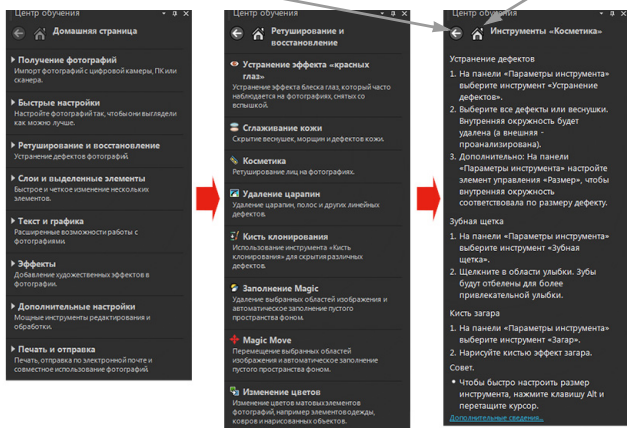 Центр обучения
Домашняя страница
Получение фотографий
Импорт фотографий с цифровой камеры, ПК или
сканера.
Быстрые настройки
Настройте фотографий так, чтобы они выглядели
как можно лучше.
Ретуширование и восстановление
Устранение дефектов фотографий.
Слои и выделенные элементы
Быстрое и четкое изменение нескольких
элементов.
Текст и графика
Расширенные возможности работы с
фотографиями.
Эффекты
Добавление художественных эффектов в
фотографии.
Дополнительные настройки
Мощные инструменты редактирования и
обработки.
Печать и отправка
Печать, отправка по электронной почте и
совместное использование фотографий.
Центр обучения
Ретуширование и
восстановление
Устранение эффекта «красных
глаз»
Устранение эффекта блеска глаз, который часто
наблюдается на фотографиях, снятых со
вспышкой.
Сглаживание кожи
Скрытие веснушек, морщин и дефектов кожи.
Косметика
Ретуширование лиц на фотографиях.
Удаление царапин
Удаление царапин, полос и других линейных
дефектов.
Кисть клонирования
Использование инструмента «Кисть
клонирования» для скрытия различных
дефектов.
Заполнение Magic
Удаление выбранных областей изображения и
автоматическое заполнение пустого
пространства фоном.
Magic Move
Перемещение выбранных областей
изображения и автоматическое заполнение
пустого пространства фоном.
Изменение цветов
Изменение цветов матовых элементов
фотографий, например элементов одежды,
ковров и нарисованных объектов.
Центр обучения
Инструменты «Косметика»
Устранение дефектов
1. На панели «Параметры инструмента»
выберите инструмент «Устранение
дефектов».
2. Выберите все дефекты или веснушки.
Внутренняя окружность будет
удалена (а внешняя -
проанализирована).
3. Дополнительно: На панели
«Параметры инструмента» настройте
элемент управления «Размер», чтобы
внутренняя окружность
соответствовала по размеру дефекту.
Зубная щетка
1. На панели «Параметры инструмента»
выберите инструмент «Зубная
щетка».
2. Щелкните в области улыбки. Зубы
будут отбелены для более
привлекательной улыбки.
Кисть загара
1. На панели «Параметры инструмента»
выберите инструмент «Загар».
2. Нарисуйте кистью эффект загара.
Совет.
• Чтобы быстро настроить размер
инструмента, нажмите клавишу Alt и
перетащите курсор.
Дополнительные сведения...